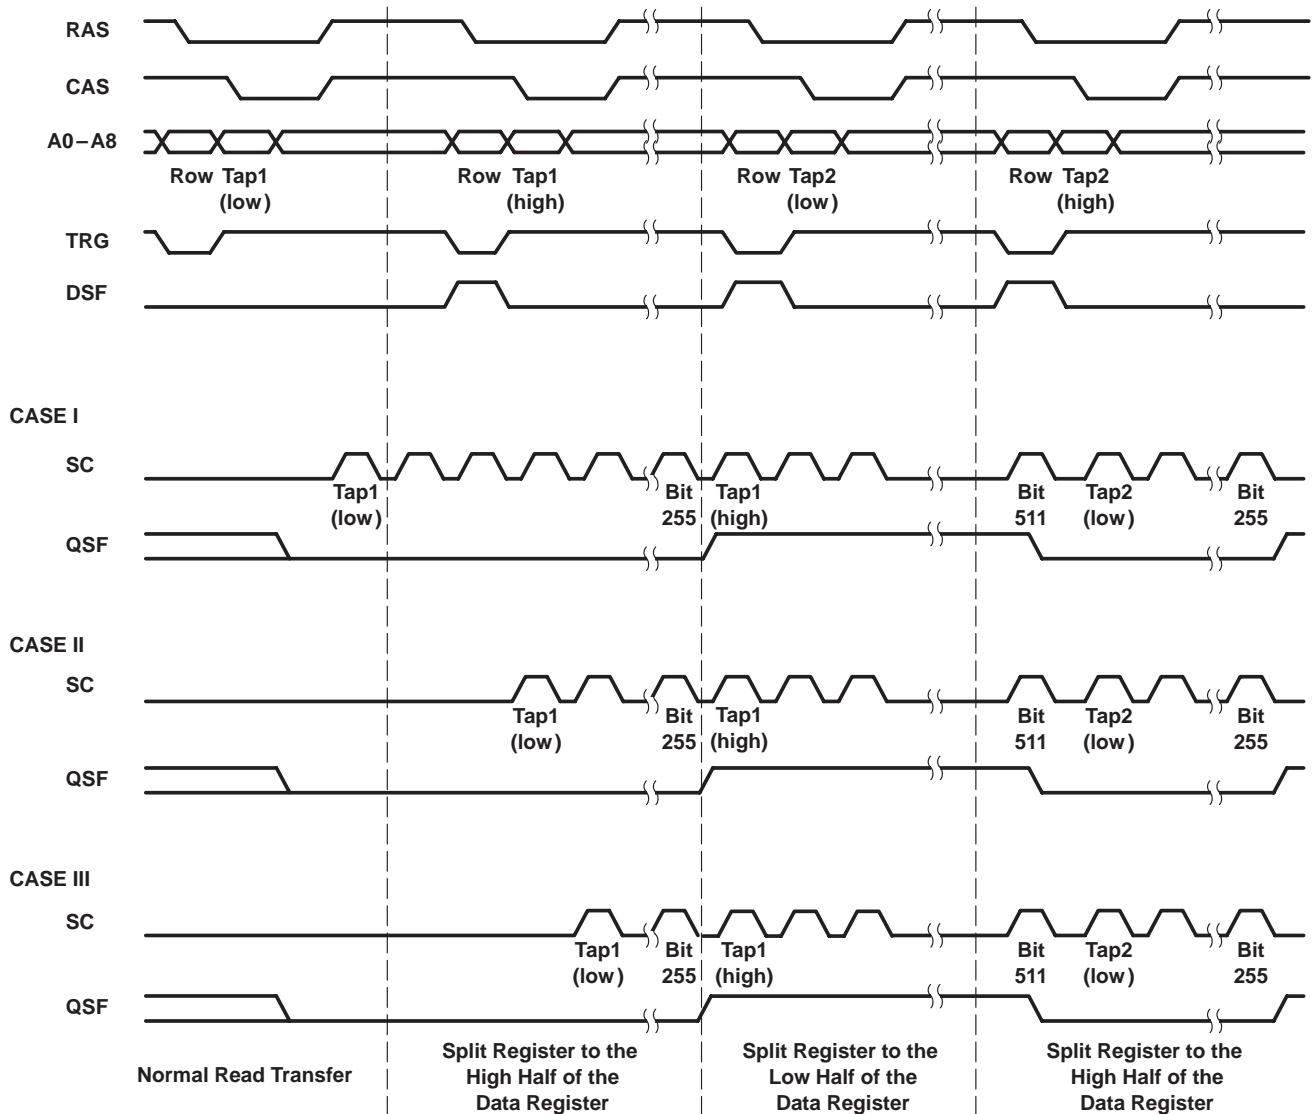 RAS
CAS
A0–A8
Row Tap1 Row Tap1 Row Tap2 Row Tap2
(low) (high) (low) (high)
TRG
DSF
CASE I
SC
Tap1 Bit Tap1 Bit Tap2 Bit
(low) 255 (high) 511 (low) 255
QSF
CASE II
SC
Tap1 Bit Tap1 Bit Tap2 Bit
(low) 255 (high) 511 (low) 255
QSF
CASE III
SC
Tap1 Bit Tap1 Bit Tap2 Bit
(low) 255 (high) 511 (low) 255
QSF
Normal Read Transfer
Split Register to the
High Half of the
Data Register
Split Register to the
Low Half of the
Data Register
Split Register to the
High Half of the
Data Register